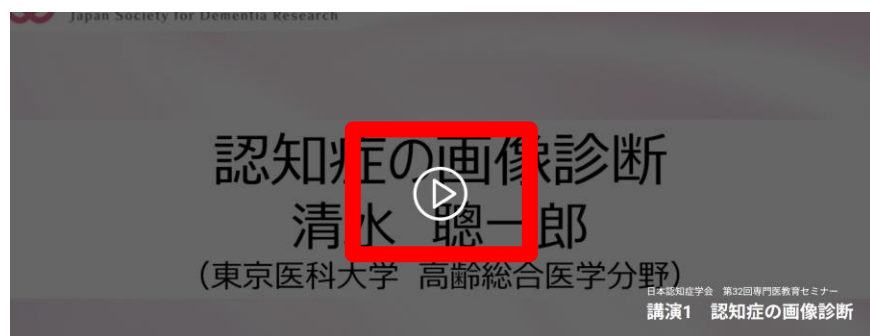 Japan Society for Dementia Research
認知症の画像診断
清水 聰一郎
（東京医科大学 高齢総合医学分野）
日本認知症学会 第32回専門医教育セミナー
講演1 認知症の画像診断